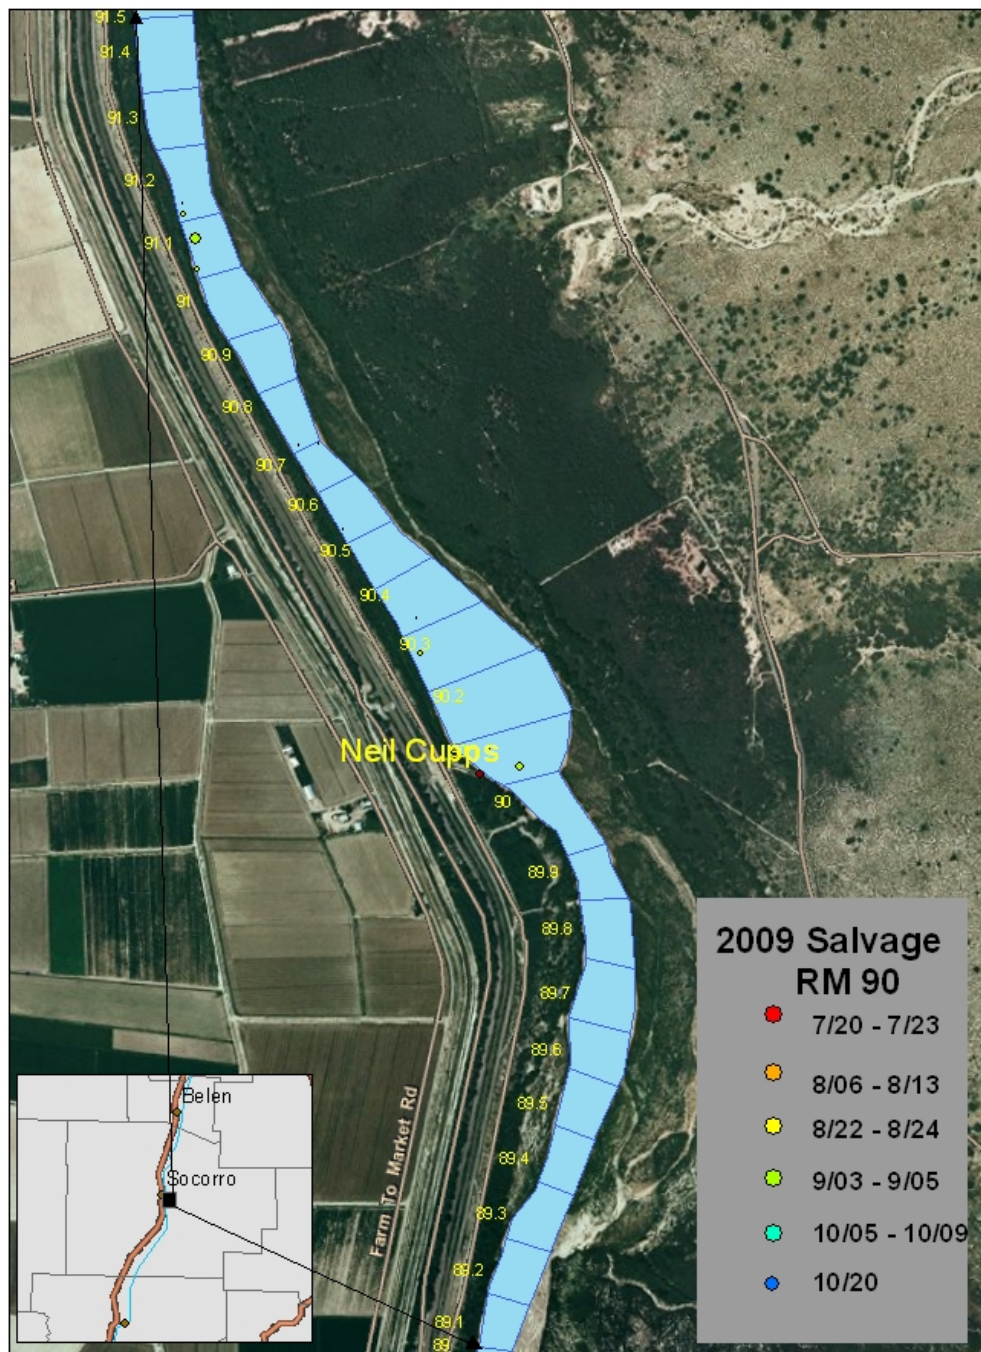 91.5
91.4
91.3
91.2
91.1
91
90.9
90.8
90.7
90.6
90.5
90.4
90.3
90.2
Neil Cupps
90
89.9
89.8
89.7
89.6
89.5
89.4
89.3
89.2
89.1
89
Farm To Market Rd
2009 Salvage
RM 90
7/20 - 7/23
8/06 - 8/13
8/22 - 8/24
9/03 - 9/05
10/05 - 10/09
10/20
Belen
Socorro